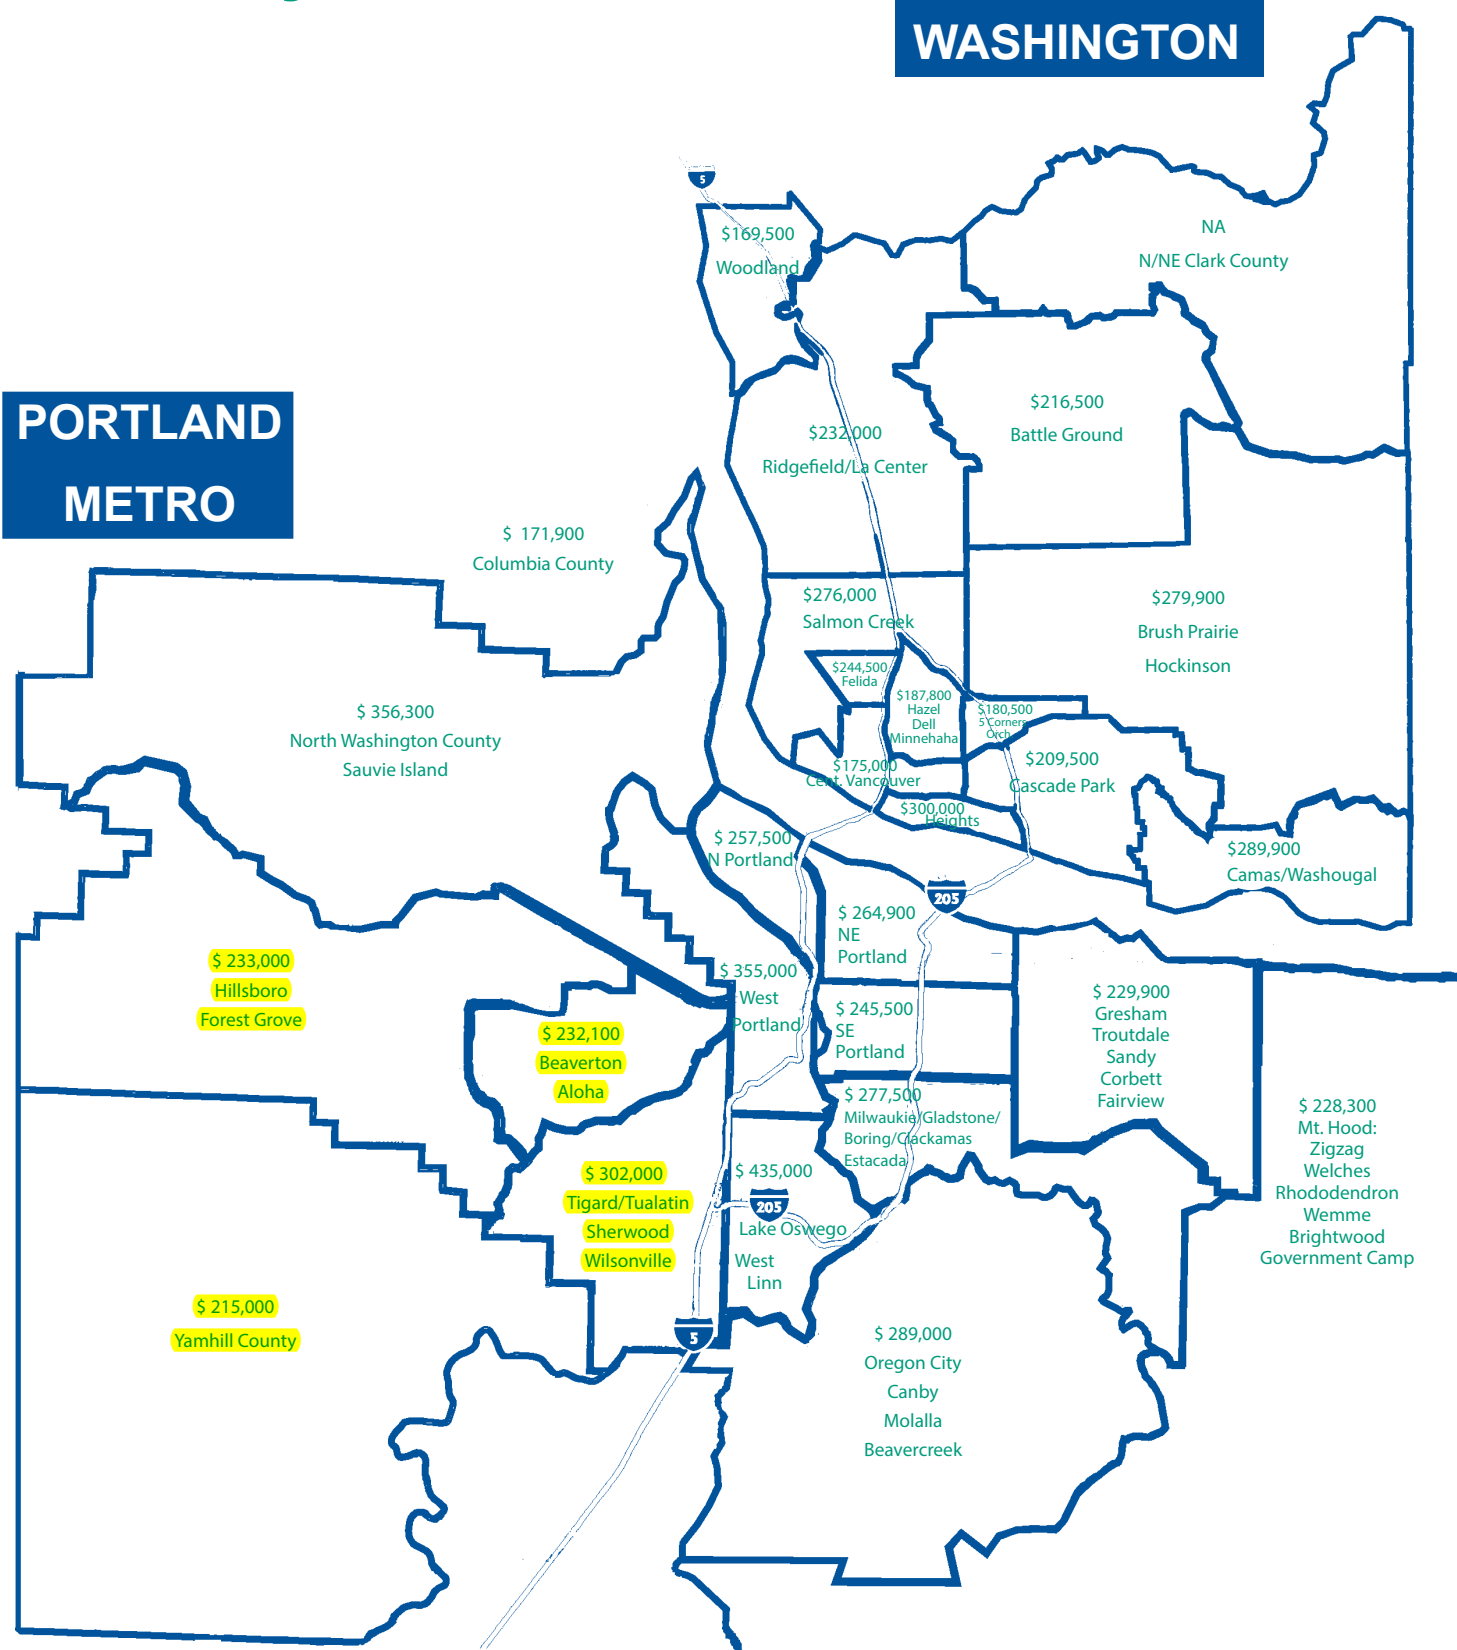 WASHINGTON
5
$169,500
Woodland
NA
N/NE Clark County
PORTLAND
METRO
$216,500
Battle Ground
$232,000
Ridgefield/La Center
$ 171,900
Columbia County
$276,000
Salmon Creek
$279,900
Brush Prairie
Hockinson
$244,500
Felida
$187,800
Hazel
Dell
Minnehaha
$180,500
5 Corners
Orch
$ 356,300
North Washington County
Sauvie Island
$175,000
Cent. Vancouver
$209,500
Cascade Park
$300,000
Heights
$ 257,500
N Portland
$289,900
Camas/Washougal
205
$ 264,900
NE
Portland
$ 233,000
Hillsboro
Forest Grove
$ 355,000
West
Portland
$ 232,100
Beaverton
Aloha
$ 245,500
SE
Portland
$ 229,900
Gresham
Troutdale
Sandy
Corbett
Fairview
$ 277,500
Milwaukie/Gladstone/
Boring/Clackamas
Estacada
$ 228,300
Mt. Hood:
Zigzag
Welches
Rhododendron
Wemme
Brightwood
Government Camp
$ 302,000
Tigard/Tualatin
Sherwood
Wilsonville
$ 435,000
205
Lake Oswego
West
Linn
$ 215,000
Yamhill County
5
$ 289,000
Oregon City
Canby
Molalla
Beavercreek